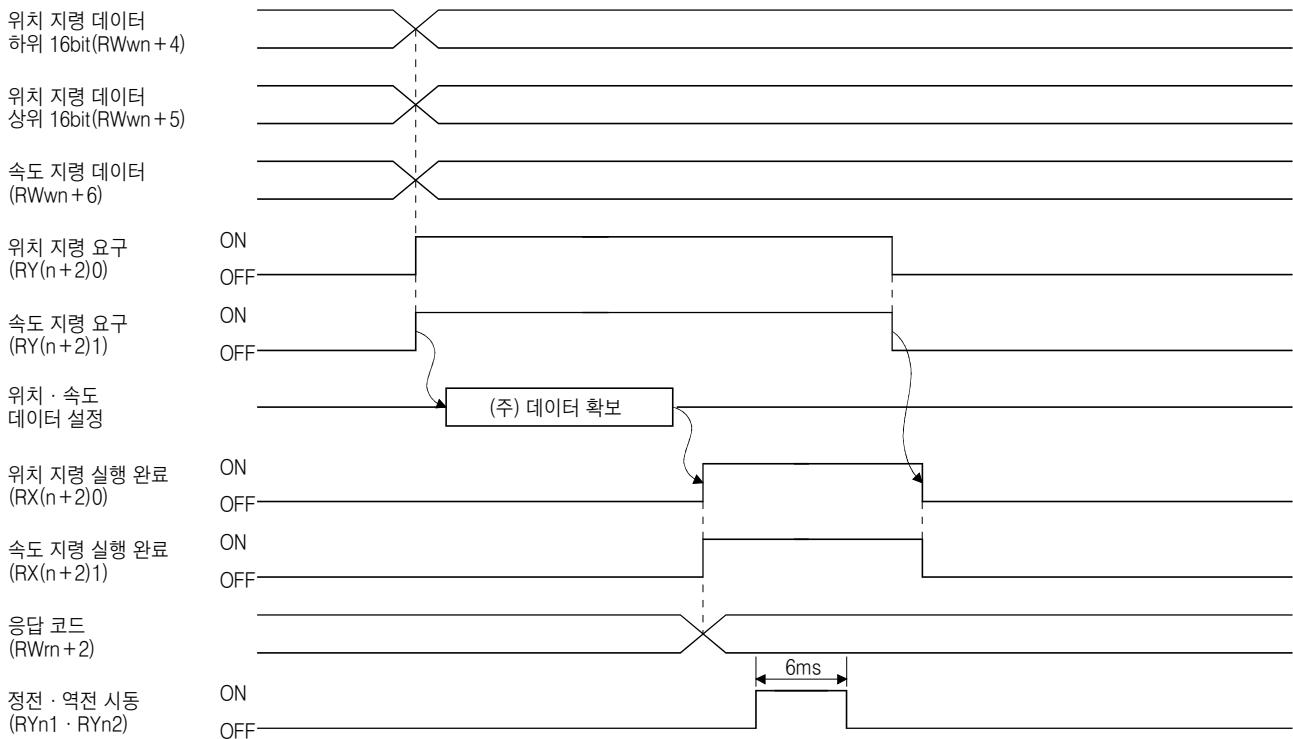 위치 지령 데이터
하위 16bit(RWwn+4)
위치 지령 데이터
상위 16bit(RWwn+5)
속도 지령 데이터
(RWwn+6)
위치 지령 요구
(RY(n+2)0)
ON
OFF
속도 지령 요구
(RY(n+2)1)
ON
OFF
위치 · 속도
데이터 설정
(주) 데이터 확보
위치 지령 실행 완료
(RX(n+2)0)
ON
OFF
속도 지령 실행 완료
(RX(n+2)1)
ON
OFF
응답 코드
(RWrn+2)
6ms
정전 · 역전 시동
(RYn1 · RYn2)
ON
OFF